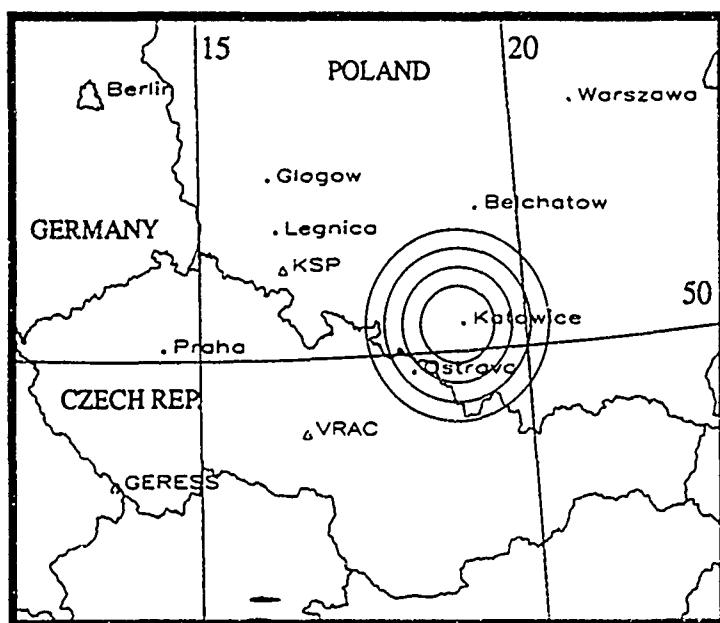 15
20
POLAND
Berlin
Warszawa
Glogow
Belchatow
Legnica
GERMANY
KSP
50
Katowice
Praha
Ostrava
CZECH REP.
VRAC
GERESS